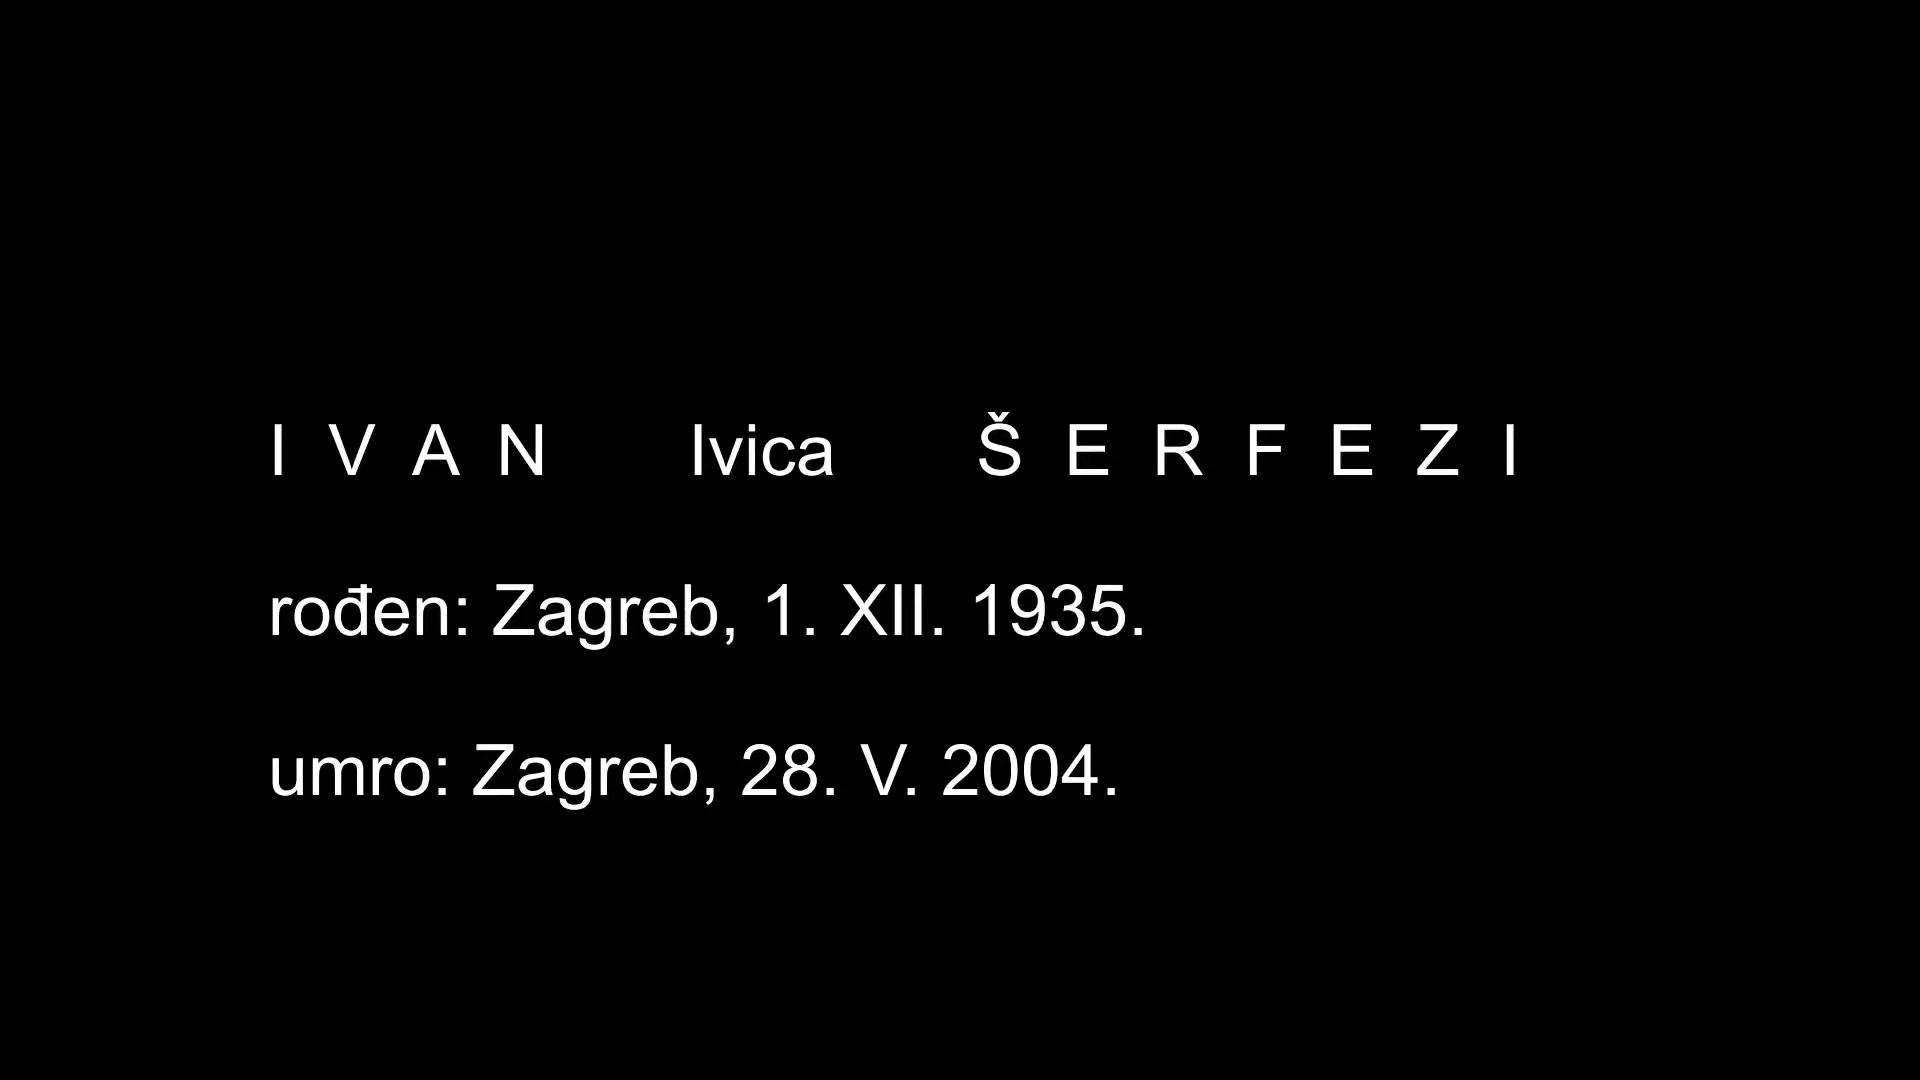 I V A N Ivica Š E R F E Z I
rođen: Zagreb, 1. XII. 1935.
umro: Zagreb, 28. V. 2004.